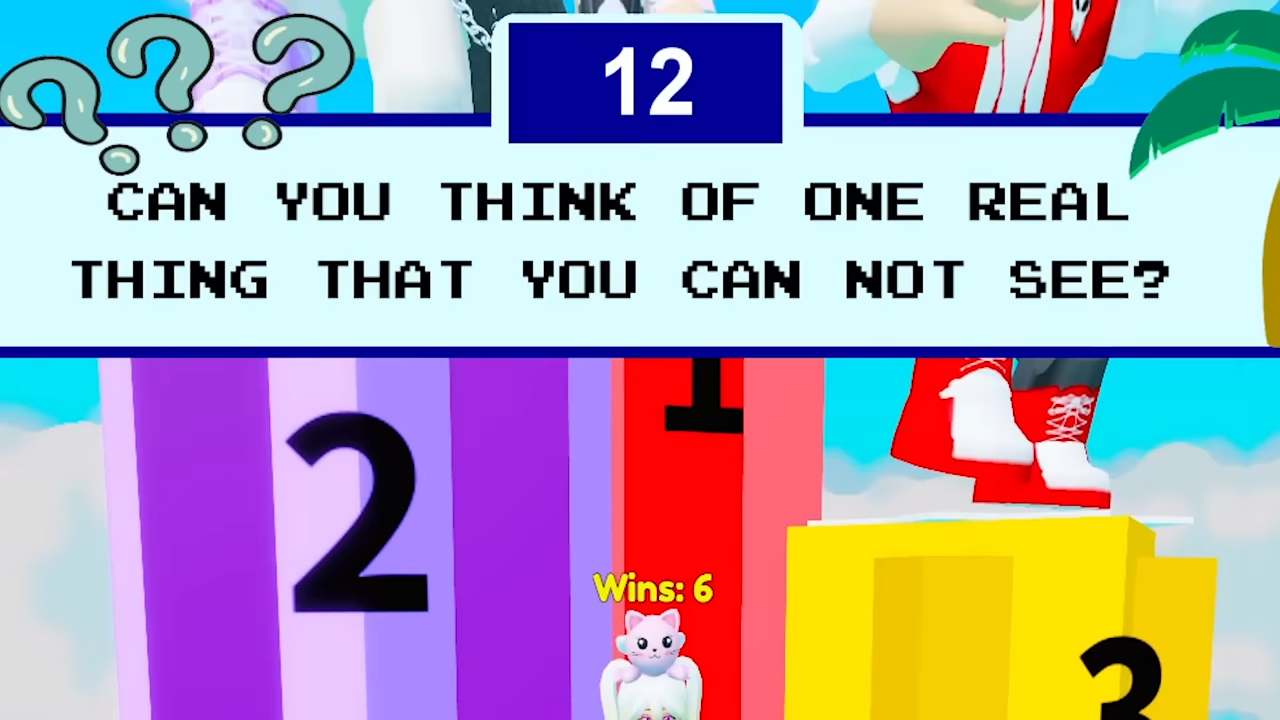 12
CAN YOU THINK OF ONE REAL
THING THAT YOU CAN NOT SEE?
1
2
Wins: 6
3